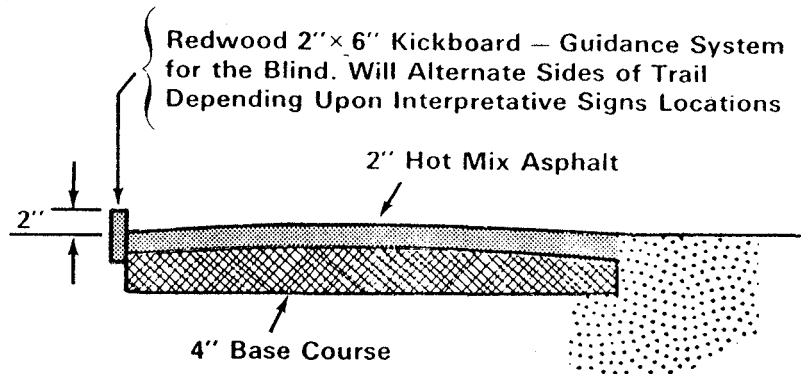 Redwood 2"× 6" Kickboard — Guidance System
for the Blind. Will Alternate Sides of Trail
Depending Upon Interpretative Signs Locations
2" Hot Mix Asphalt
2"
4" Base Course